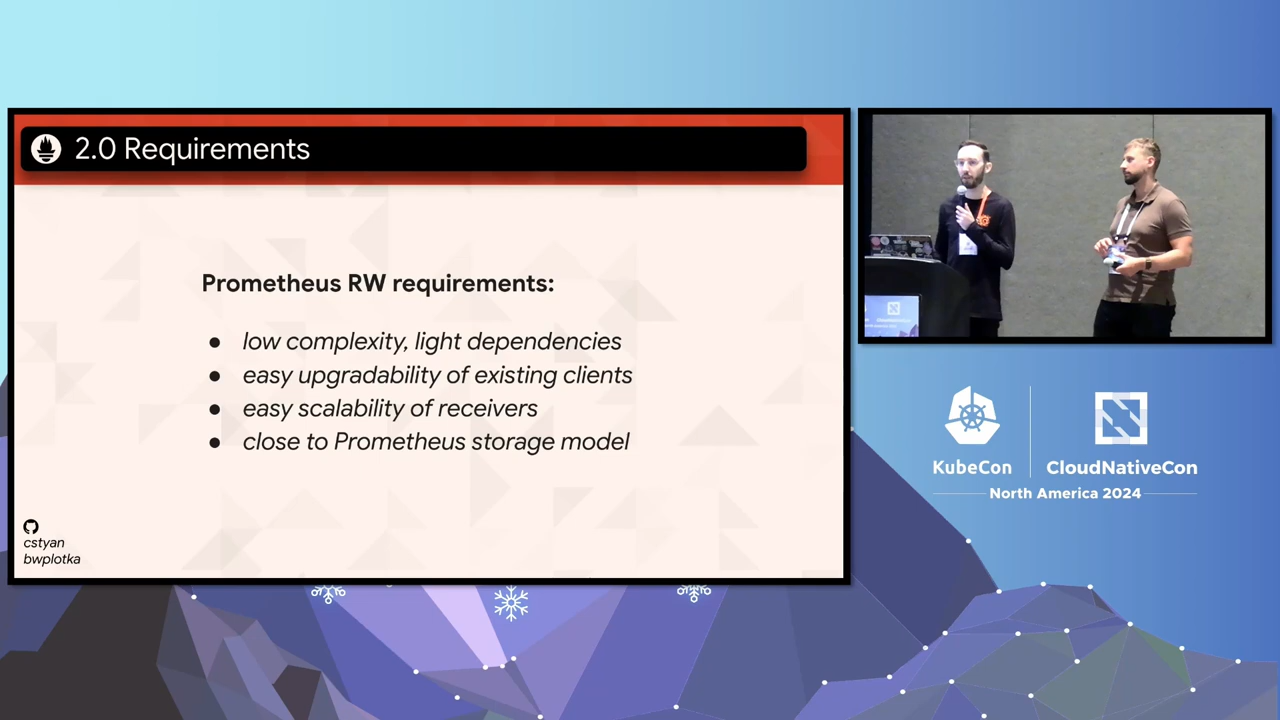 2.0 Requirements
Prometheus RW requirements:
● low complexity, light dependencies
● easy upgradability of existing clients
● easy scalability of receivers
● close to Prometheus storage model
cstyan
bwplotka
KubeCon
CloudNativeCon
North America 2024